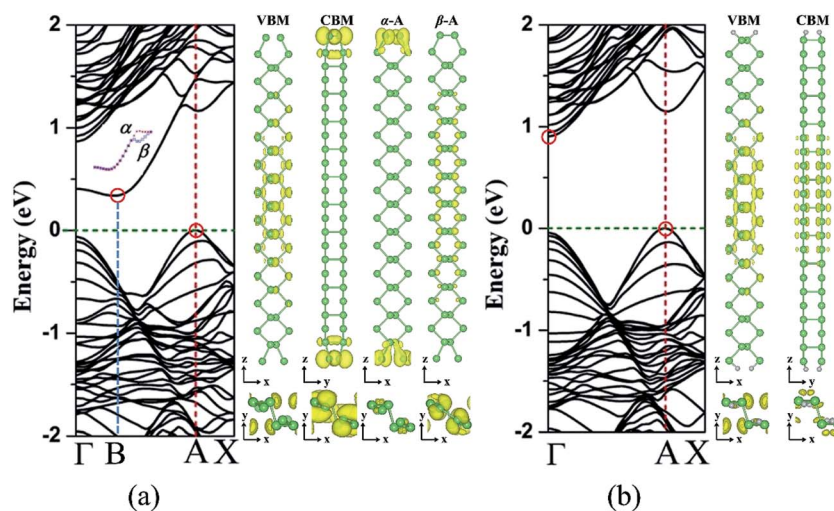 VBM CBM α-A β-A
2
1
0
-1
-2
Energy (eV)
α
β
Γ B A X
z
x
z
y
z
x
z
x
y
x
y
x
y
x
y
x
(a)
VBM CBM
2
1
0
-1
-2
Energy (eV)
Γ A X
z
x
z
y
y
x
y
x
(b)